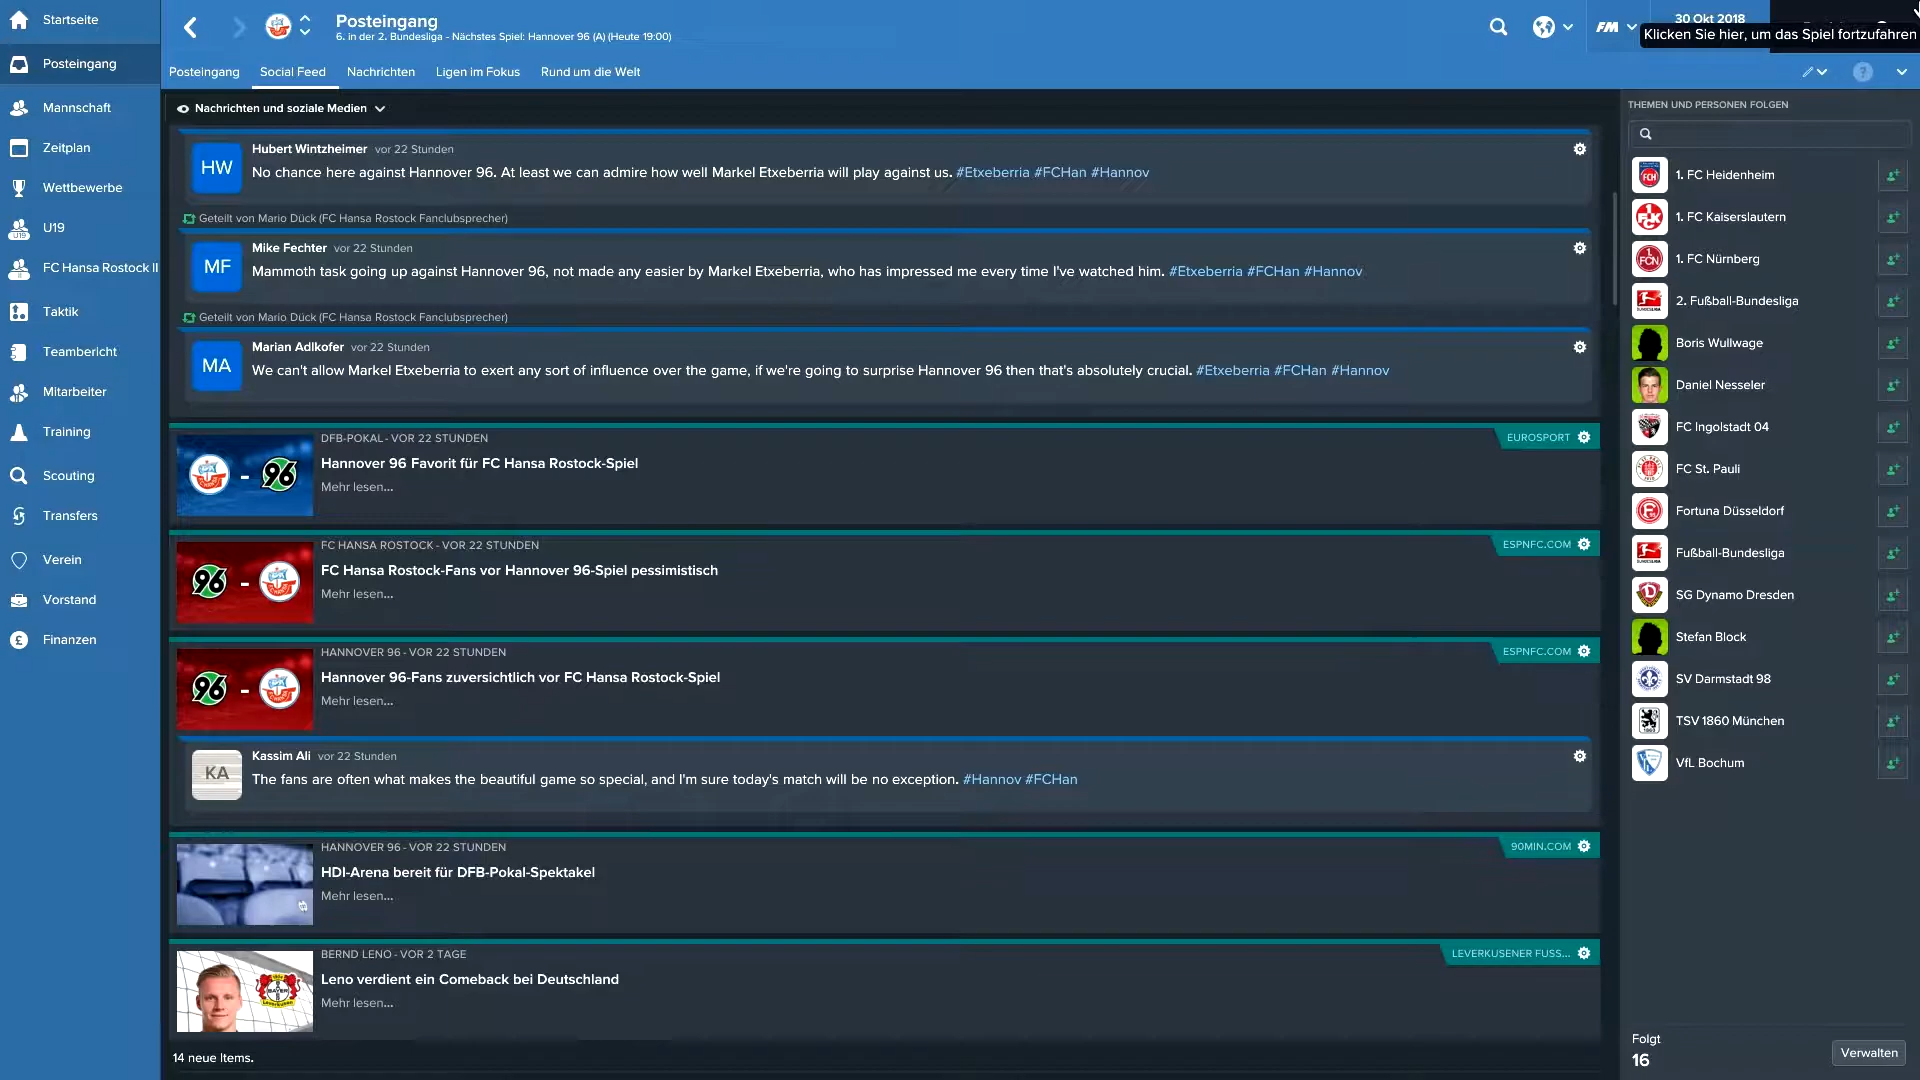 Startseite
Posteingang
Mannschaft
Zeitplan
Wettbewerbe
U19
FC Hansa Rostock II
Taktik
Teambericht
Mitarbeiter
Training
Scouting
Transfers
Verein
Vorstand
Finanzen
Posteingang
6. in der 2. Bundesliga - Nächstes Spiel: Hannover 96 (A) (Heute 19:00)
FM
30 Okt 2018
Klicken Sie hier, um das Spiel fortzufahren
Posteingang Social Feed Nachrichten Ligen im Fokus Rund um die Welt
Nachrichten und soziale Medien
HW
Hubert Wintzheimer vor 22 Stunden
No chance here against Hannover 96. At least we can admire how well Markel Etxeberria will play against us. #Etxeberria #FCHan #Hannov
Geteilt von Mario Dück (FC Hansa Rostock Fanclubsprecher)
MF
Mike Fechter vor 22 Stunden
Mammoth task going up against Hannover 96, not made any easier by Markel Etxeberria, who has impressed me every time I've watched him. #Etxeberria #FCHan #Hannov
Geteilt von Mario Dück (FC Hansa Rostock Fanclubsprecher)
MA
Marian Adlkofer vor 22 Stunden
We can't allow Markel Etxeberria to exert any sort of influence over the game, if we're going to surprise Hannover 96 then that's absolutely crucial. #Etxeberria #FCHan #Hannov
DFB-POKAL - VOR 22 STUNDEN
EUROSPORT
Hannover 96 Favorit für FC Hansa Rostock-Spiel
Mehr lesen...
FC HANSA ROSTOCK - VOR 22 STUNDEN
ESPNFC.COM
FC Hansa Rostock-Fans vor Hannover 96-Spiel pessimistisch
Mehr lesen...
HANNOVER 96 - VOR 22 STUNDEN
ESPNFC.COM
Hannover 96-Fans zuversichtlich vor FC Hansa Rostock-Spiel
Mehr lesen...
KA
Kassim Ali vor 22 Stunden
The fans are often what makes the beautiful game so special, and I'm sure today's match will be no exception. #Hannov #FCHan
HANNOVER 96 - VOR 22 STUNDEN
90MIN.COM
HDI-Arena bereit für DFB-Pokal-Spektakel
Mehr lesen...
BERND LENO - VOR 2 TAGE
LEVERKUSENER FUSS...
Leno verdient ein Comeback bei Deutschland
Mehr lesen...
14 neue Items.
THEMEN UND PERSONEN FOLGEN
1. FC Heidenheim
1. FC Kaiserslautern
1. FC Nürnberg
2. Fußball-Bundesliga
Boris Wullwage
Daniel Nesseler
FC Ingolstadt 04
FC St. Pauli
Fortuna Düsseldorf
Fußball-Bundesliga
SG Dynamo Dresden
Stefan Block
SV Darmstadt 98
TSV 1860 München
VfL Bochum
Folgt
16
Verwalten